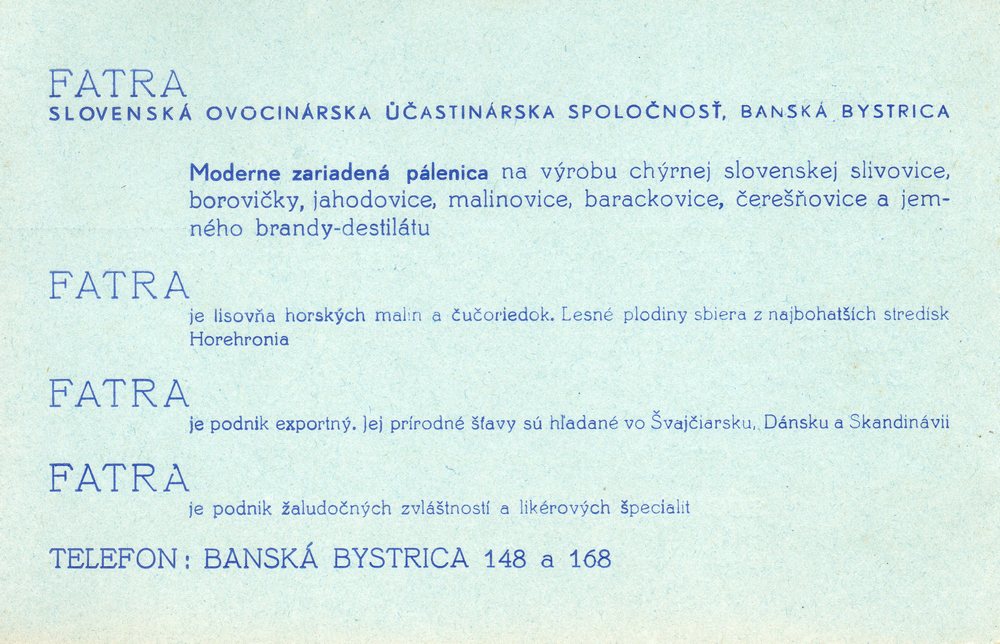 FATRA
SLOVENSKÁ OVOCINÁRSKA ÚČASTINÁRSKA SPOLOČNOSŤ, BANSKÁ BYSTRICA
Moderne zariadená pálenica na výrobu chýrnej slovenskej slivovice,
borovičky, jahodovice, malinovice, barackovice, čerešňovice a jem-
ného brandy-destilátu
FATRA
je lisovňa horských malín a čučoriedok. Lesné plodiny sbiera z najbohatších stredísk
Horehronia
FATRA
je podnik exportný. Jej prírodné šťavy sú hľadané vo Švajčiarsku, Dánsku a Skandinávii
FATRA
je podnik žaludočných zvláštností a likérových špecialit
TELEFON: BANSKÁ BYSTRICA 148 a 168